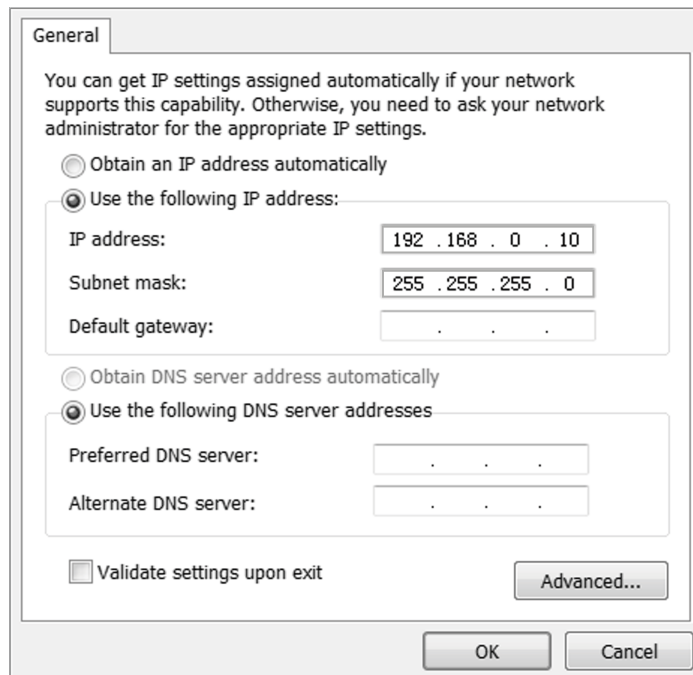 General
You can get IP settings assigned automatically if your network
supports this capability. Otherwise, you need to ask your network
administrator for the appropriate IP settings.
Obtain an IP address automatically
Use the following IP address:
IP address: 192 . 168 . 0 . 10
Subnet mask: 255 . 255 . 255 . 0
Default gateway: . . .
Obtain DNS server address automatically
Use the following DNS server addresses
Preferred DNS server: . . .
Alternate DNS server: . . .
Validate settings upon exit
Advanced...
OK Cancel